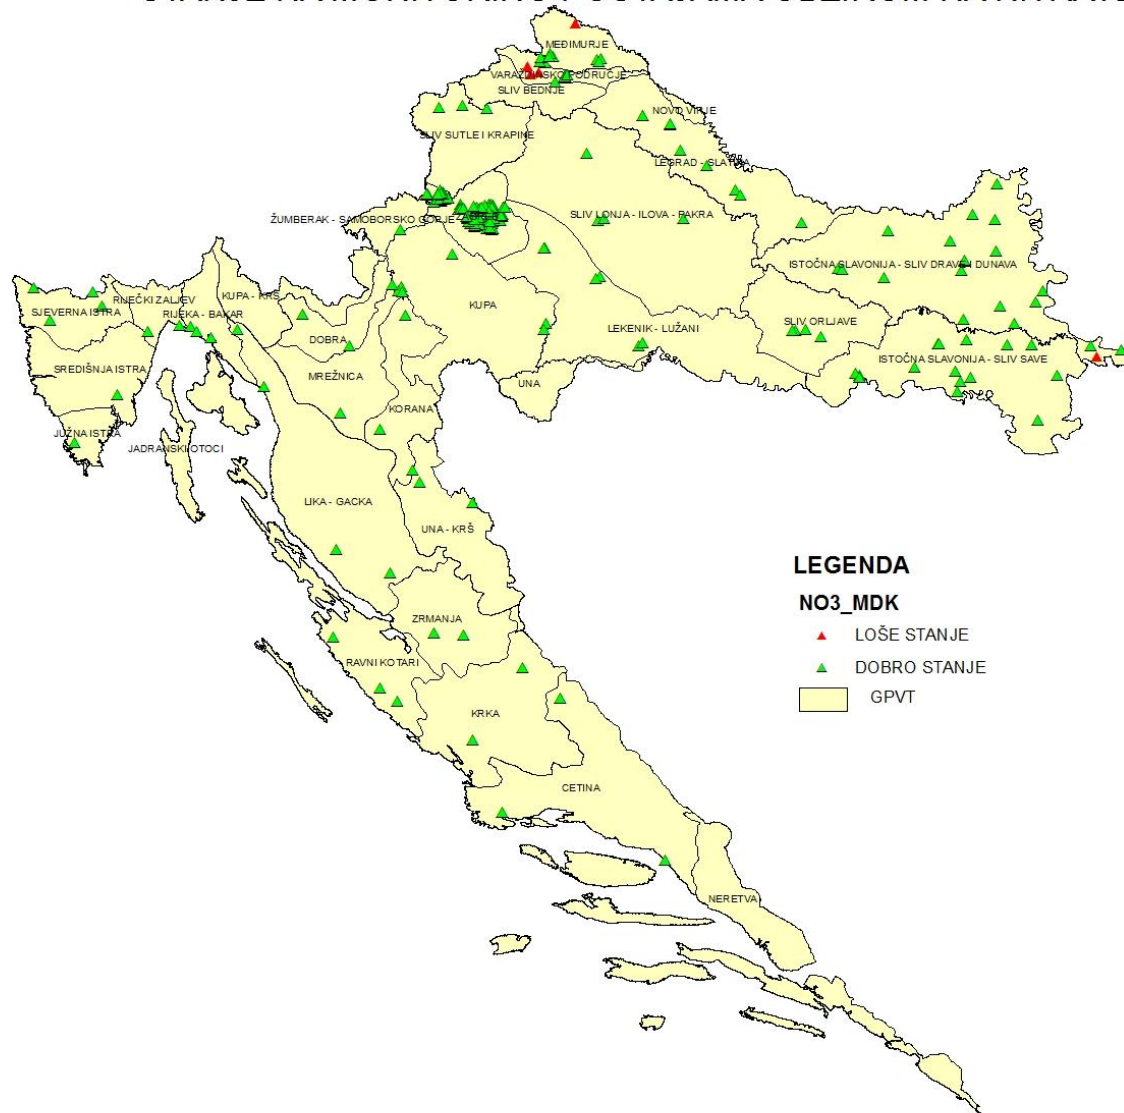 MEĐIMURJE
VARAŽDINSKO PODRUČJE
SLIV BEDNJE
NOVO VIRJE
SLIV SUTLE I KRAPINE
LEGRAD - SLATINA
ŽUMBERAK - SAMOBORSKO GORJE
SLIV LONJA - ILOVA - PAKRA
ISTOČNA SLAVONIJA - SLIV DRAVE I DUNAVA
RIJEČKI ZALJEV
KUPA - KRŠ
SJEVERNA ISTRA
RIJEKA - BAKAR
KUPA
DOBRA
LEKENIK - LUŽANI
SLIV ORLJAVE
ISTOČNA SLAVONIJA - SLIV SAVE
SREDIŠNJA ISTRA
MREŽNICA
UNA
KORANA
JUŽNA ISTRA
JADRANSKI OTOCI
LIKA - GACKA
UNA - KRŠ
LEGENDA
NO3_MDK
LOŠE STANJE
DOBRO STANJE
GPVT
ZRMANJA
RAVNI KOTARI
KRKA
CETINA
NERETVA